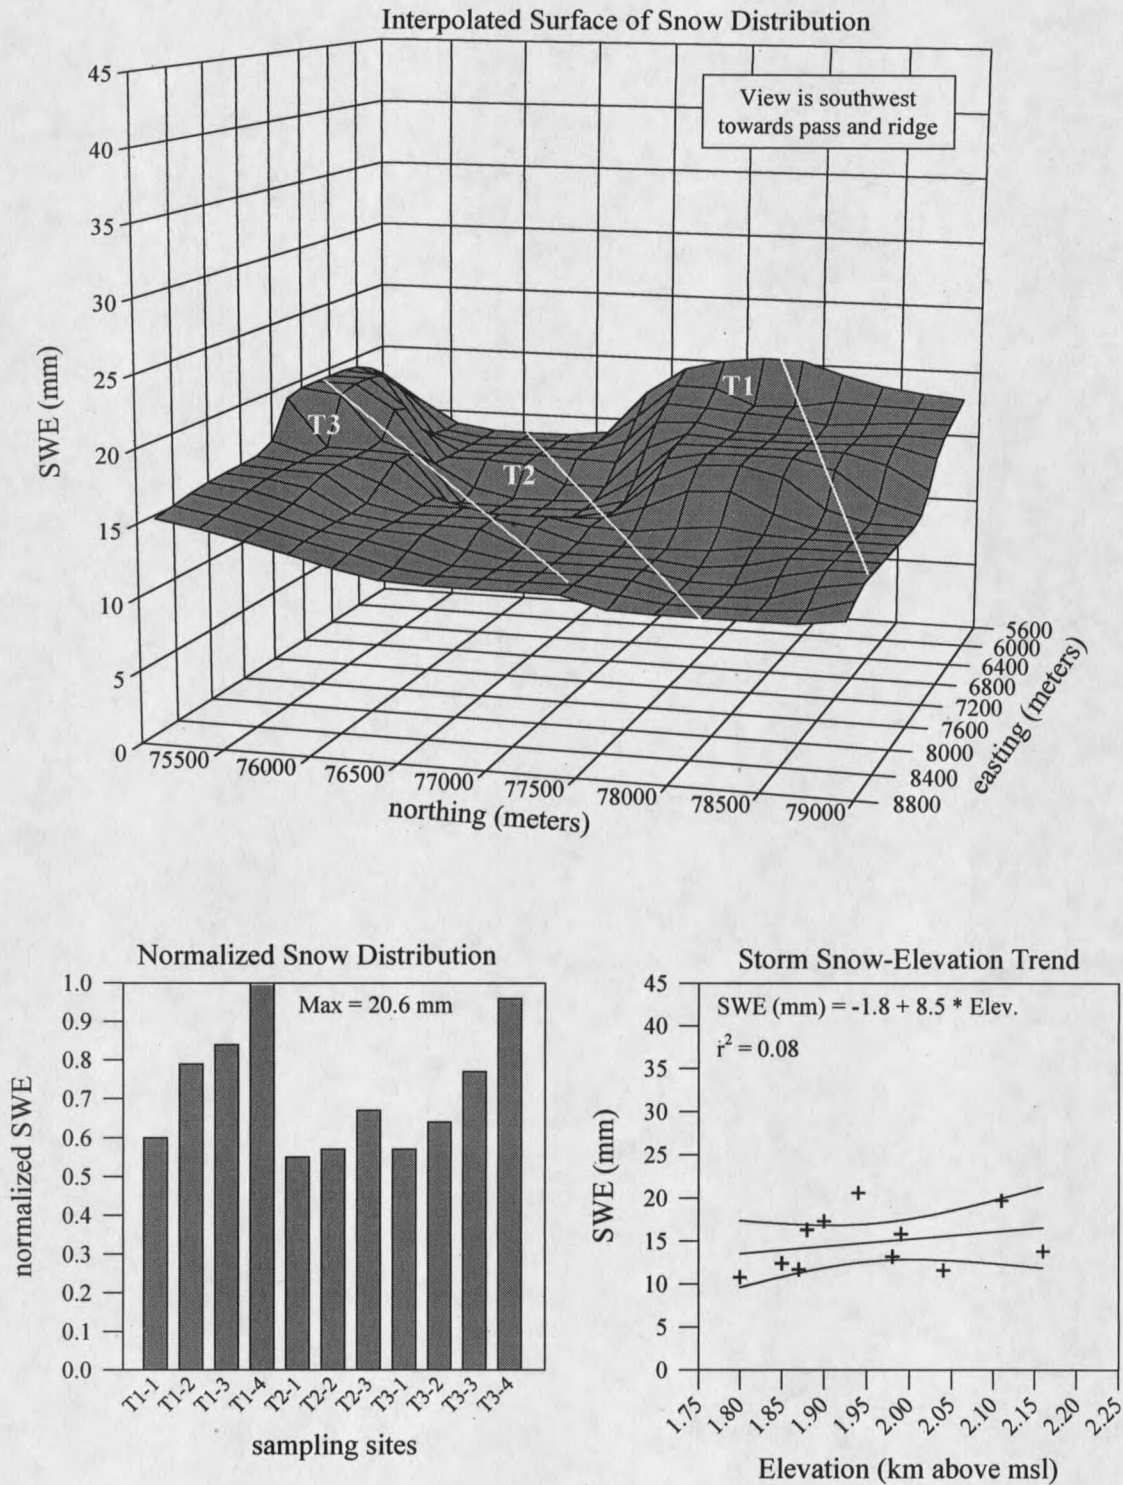 Interpolated Surface of Snow Distribution
View is southwest
towards pass and ridge
45
40
35
30
25
20
15
10
5
0
SWE (mm)
T3
T2
T1
75500
76000
76500
77000
77500
78000
78500
79000
northing (meters)
5600
6000
6400
6800
7200
7600
8000
8400
8800
easting (meters)
Normalized Snow Distribution
Max = 20.6 mm
1.0
0.9
0.8
0.7
0.6
0.5
0.4
0.3
0.2
0.1
0.0
normalized SWE
T1-1
T1-2
T1-3
T1-4
T2-1
T2-2
T2-3
T3-1
T3-2
T3-3
T3-4
sampling sites
Storm Snow-Elevation Trend
SWE (mm) = -1.8 + 8.5 * Elev.
r² = 0.08
45
40
35
30
25
20
15
10
5
0
SWE (mm)
1.75
1.80
1.85
1.90
1.95
2.00
2.05
2.10
2.15
2.20
2.25
Elevation (km above msl)